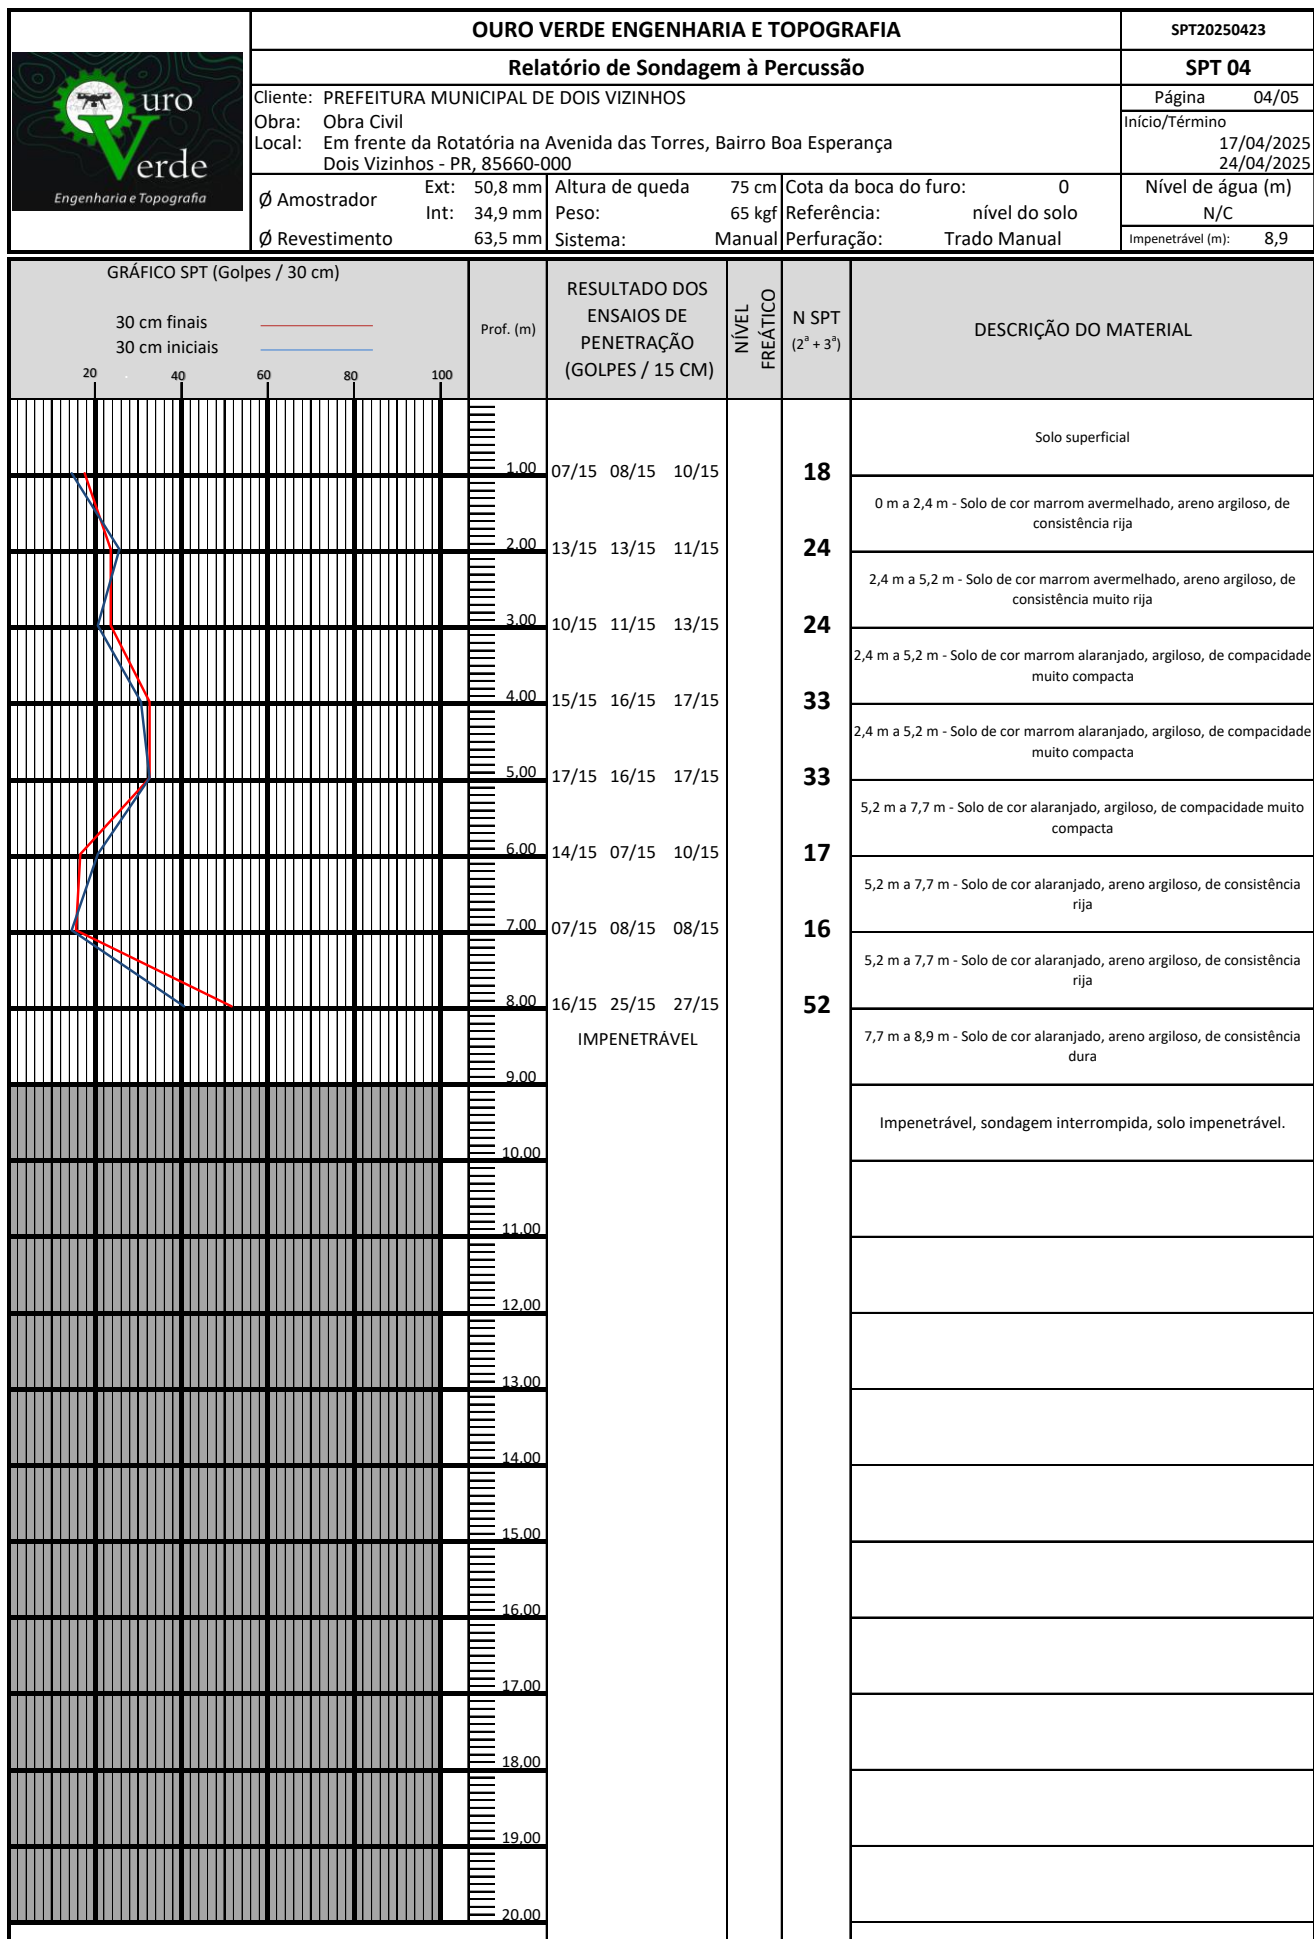 OURO VERDE ENGENHARIA E TOPOGRAFIA
SPT20250423
Relatório de Sondagem à Percussão
SPT 04
ouro
Verde
Engenharia e Topografia
Cliente: PREFEITURA MUNICIPAL DE DOIS VIZINHOS
Página 04/05
Obra: Obra Civil
Início/Término
Local: Em frente da Rotatória na Avenida das Torres, Bairro Boa Esperança
17/04/2025
Dois Vizinhos - PR, 85660-000
24/04/2025
Ø Amostrador Ext: 50,8 mm Altura de queda 75 cm Cota da boca do furo: 0 Nível de água (m)
Int: 34,9 mm Peso: 65 kgf Referência: nível do solo N/C
Ø Revestimento 63,5 mm Sistema: Manual Perfuração: Trado Manual Impenetrável (m): 8,9
GRÁFICO SPT (Golpes / 30 cm)
30 cm finais
30 cm iniciais
20 40 60 80 100
Prof. (m)
RESULTADO DOS
ENSAIOS DE
PENETRAÇÃO
(GOLPES / 15 CM)
NÍVEL
FREÁTICO
N SPT
(2ª + 3ª)
DESCRIÇÃO DO MATERIAL
Solo superficial
1,00 07/15 08/15 10/15 18
0 m a 2,4 m - Solo de cor marrom avermelhado, areno argiloso, de
consistência rija
2,00 13/15 13/15 11/15 24
2,4 m a 5,2 m - Solo de cor marrom avermelhado, areno argiloso, de
consistência muito rija
3,00 10/15 11/15 13/15 24
2,4 m a 5,2 m - Solo de cor marrom alaranjado, argiloso, de compacidade
muito compacta
4,00 15/15 16/15 17/15 33
2,4 m a 5,2 m - Solo de cor marrom alaranjado, argiloso, de compacidade
muito compacta
5,00 17/15 16/15 17/15 33
5,2 m a 7,7 m - Solo de cor alaranjado, argiloso, de compacidade muito
compacta
6,00 14/15 07/15 10/15 17
5,2 m a 7,7 m - Solo de cor alaranjado, areno argiloso, de consistência
rija
7,00 07/15 08/15 08/15 16
5,2 m a 7,7 m - Solo de cor alaranjado, areno argiloso, de consistência
rija
8,00 16/15 25/15 27/15 52
IMPENETRÁVEL
7,7 m a 8,9 m - Solo de cor alaranjado, areno argiloso, de consistência
dura
9,00
Impenetrável, sondagem interrompida, solo impenetrável.
10,00
11,00
12,00
13,00
14,00
15,00
16,00
17,00
18,00
19,00
20,00